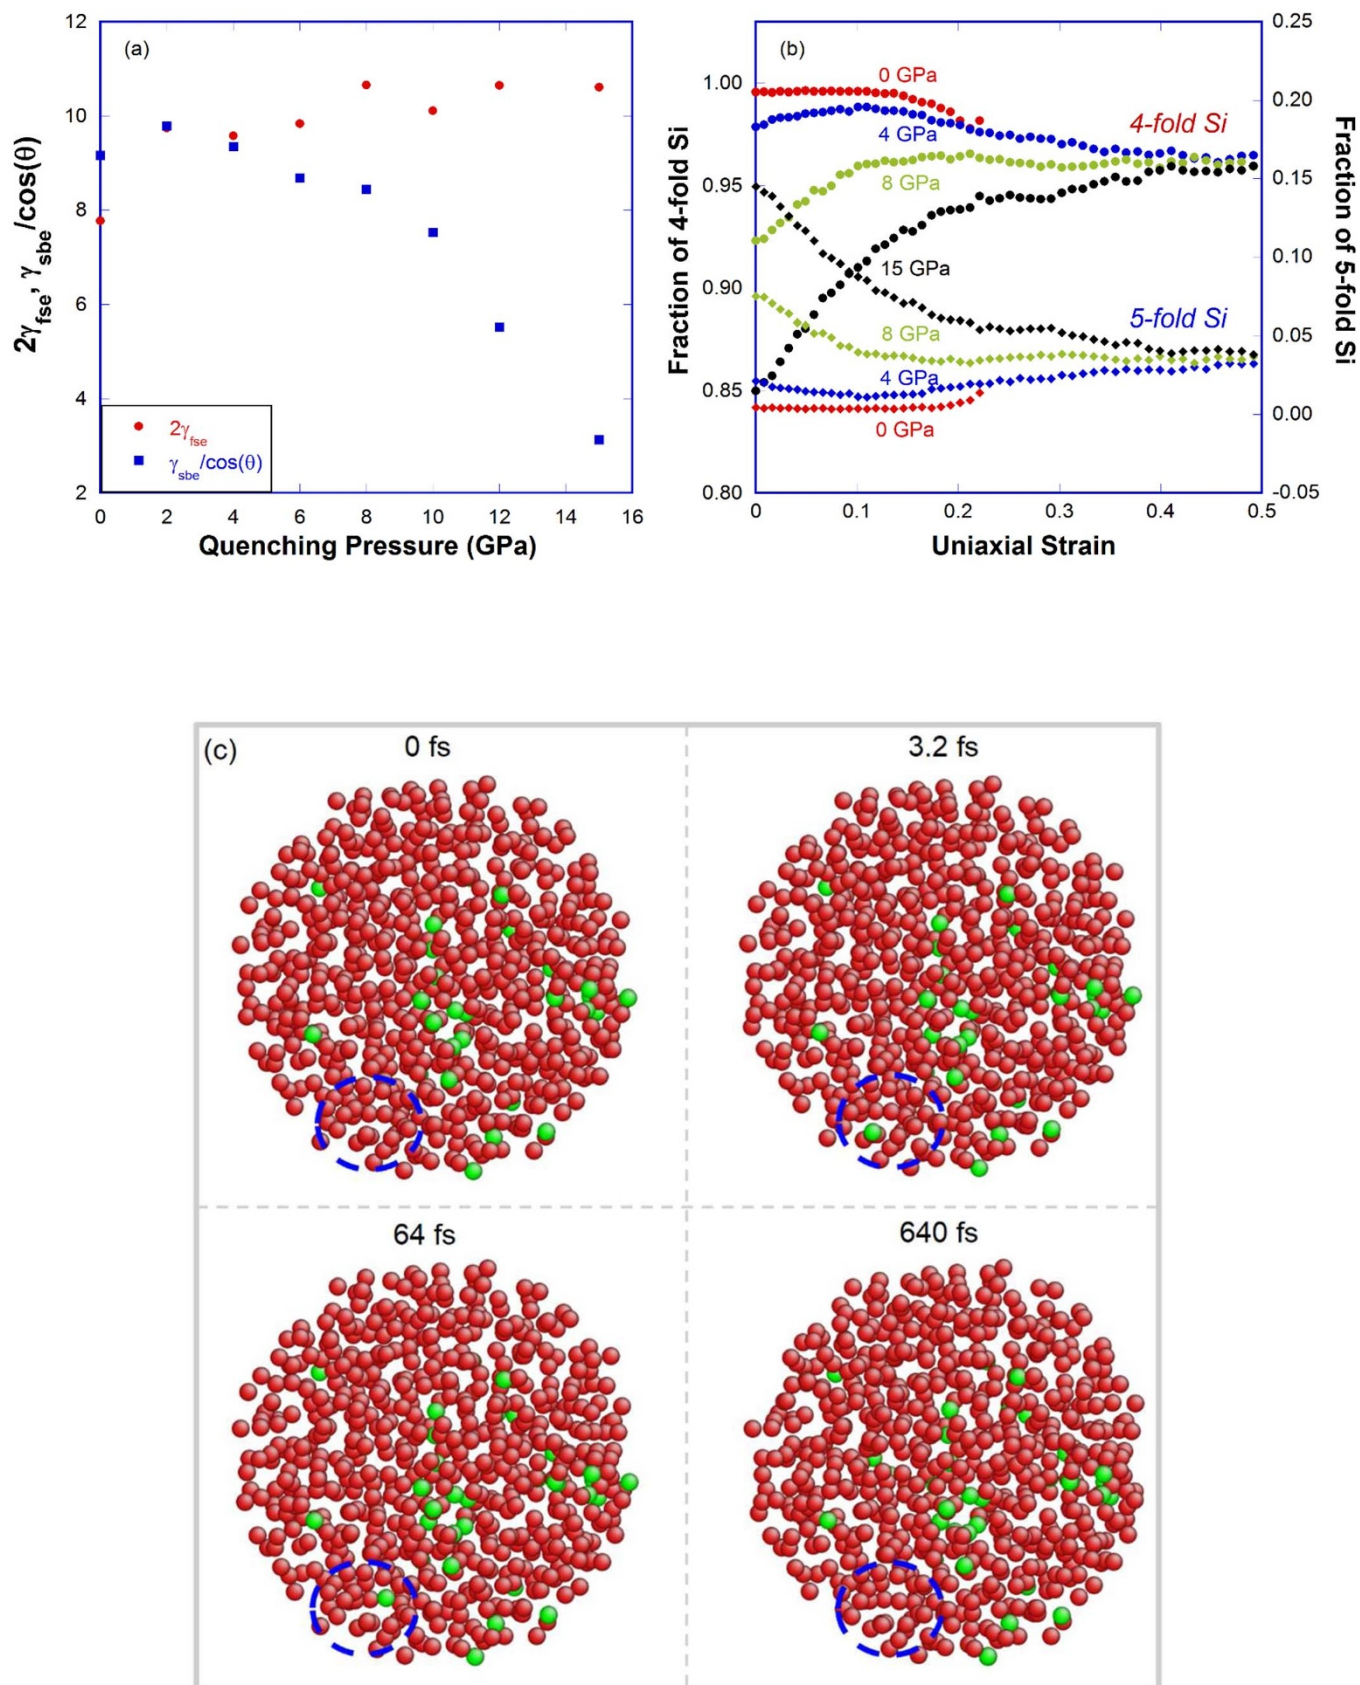 (a)
12
10
8
6
4
2
2γfse, γsbe/cos(θ)
2γfse
γsbe/cos(θ)
0 2 4 6 8 10 12 14 16
Quenching Pressure (GPa)
(b)
1.00
0.95
0.90
0.85
0.80
Fraction of 4-fold Si
0 GPa
4-fold Si
4 GPa
8 GPa
15 GPa
5-fold Si
8 GPa
4 GPa
0 GPa
0.25
0.20
0.15
0.10
0.05
0.00
-0.05
Fraction of 5-fold Si
0 0.1 0.2 0.3 0.4 0.5
Uniaxial Strain
(c)
0 fs
3.2 fs
64 fs
640 fs